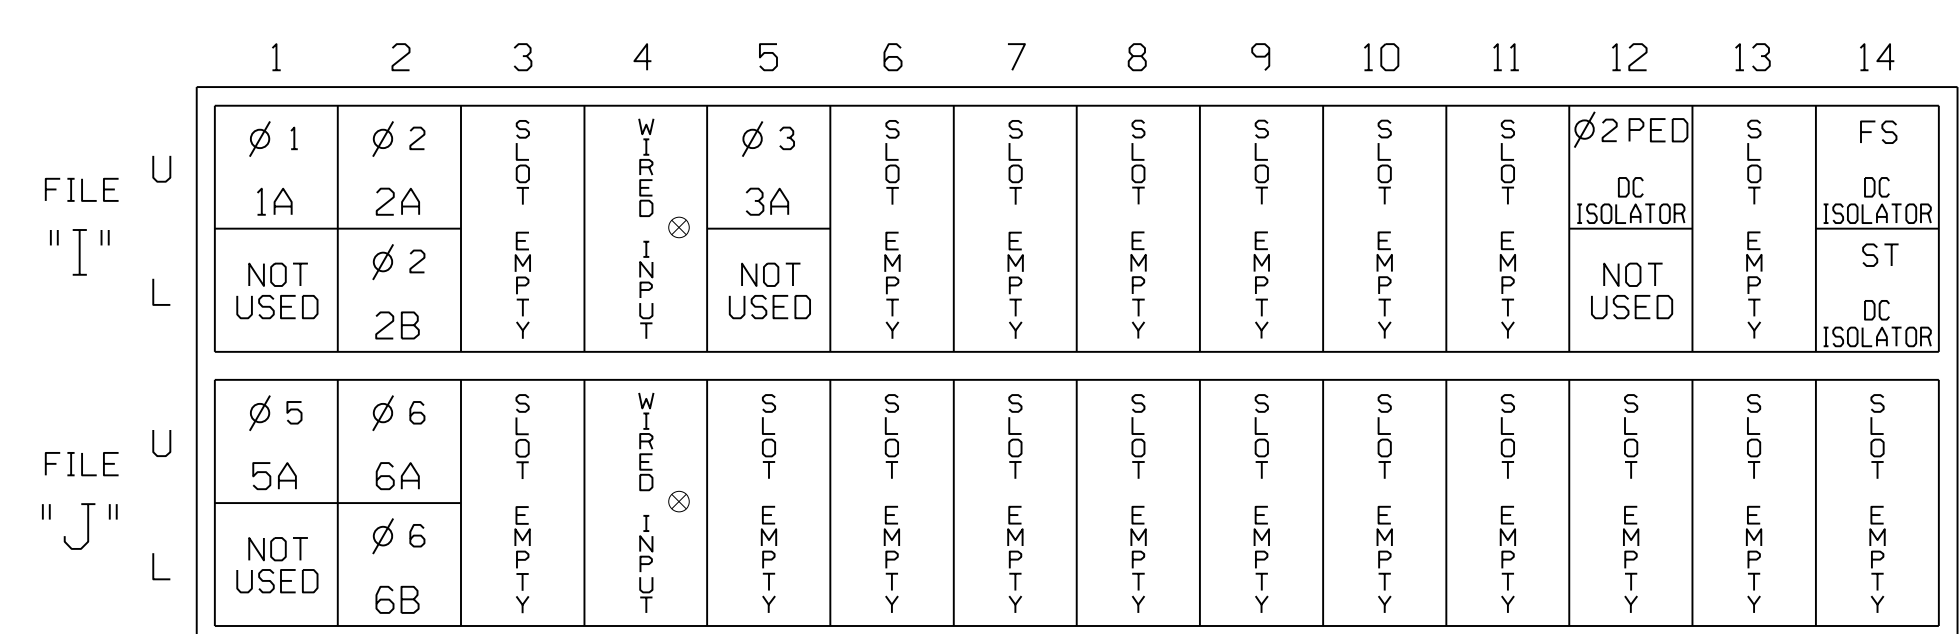 1 2 3 4 5 6 7 8 9 10 11 12 13 14
FILE
"I"
U
L
Ø 1
1A
NOT
USED
Ø 2
2A
Ø 2
2B
SLOT EMPTY
WIRED INPUT
Ø 3
3A
NOT
USED
SLOT EMPTY
SLOT EMPTY
SLOT EMPTY
SLOT EMPTY
SLOT EMPTY
SLOT EMPTY
Ø2PED
DC
ISOLATOR
NOT
USED
SLOT EMPTY
FS
DC
ISOLATOR
ST
DC
ISOLATOR
FILE
"J"
U
L
Ø 5
5A
NOT
USED
Ø 6
6A
Ø 6
6B
SLOT EMPTY
WIRED INPUT
SLOT EMPTY
SLOT EMPTY
SLOT EMPTY
SLOT EMPTY
SLOT EMPTY
SLOT EMPTY
SLOT EMPTY
SLOT EMPTY
SLOT EMPTY
SLOT EMPTY